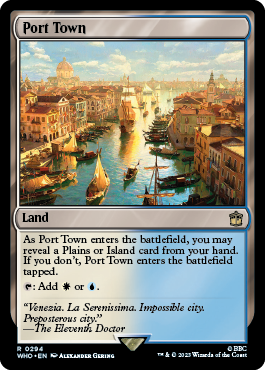 Port Town
Land
As Port Town enters the battlefield, you may
reveal a Plains or Island card from your hand.
If you don't, Port Town enters the battlefield
tapped.
: Add or .
"Venezia. La Serenissima. Impossible city.
Preposterous city."
—The Eleventh Doctor
R 0294
WHO • EN ALEXANDER GERING
© BBC
™ & © 2023 Wizards of the Coast